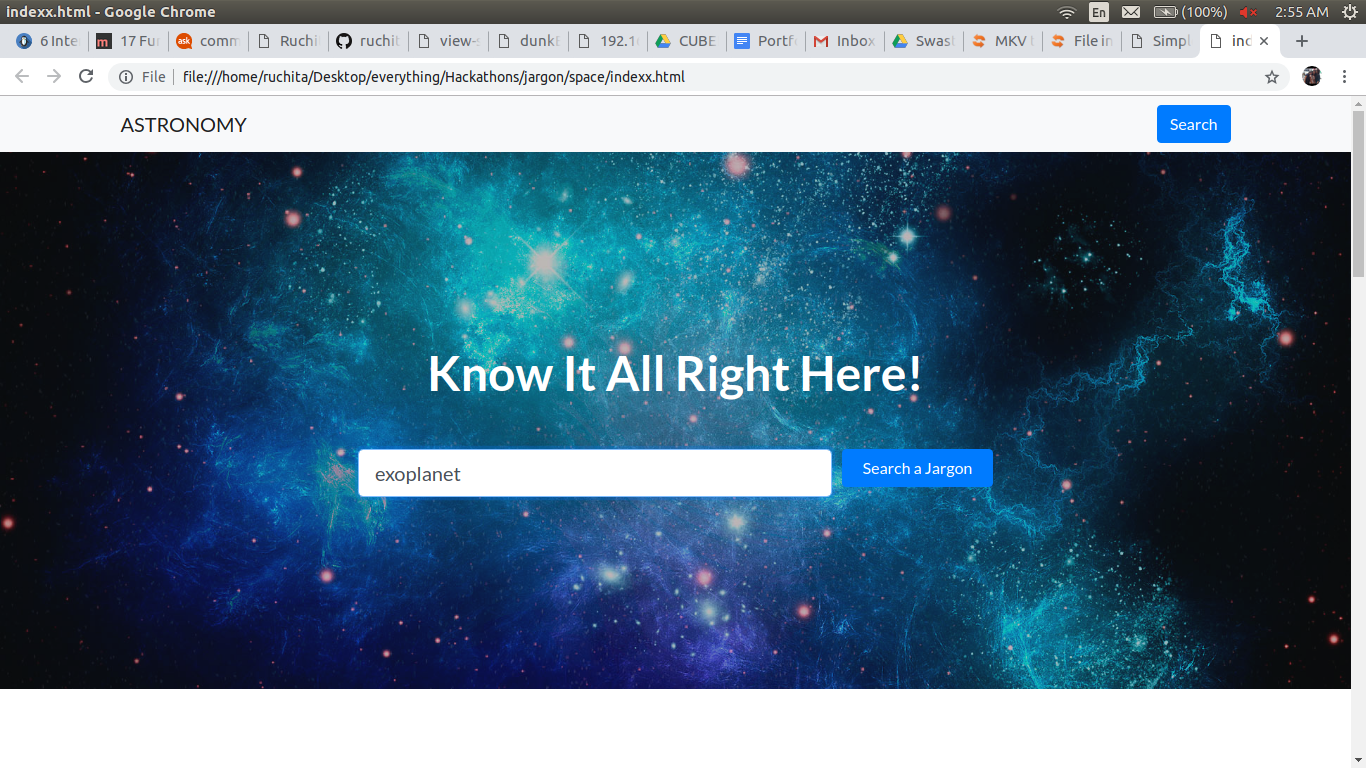 indexx.html - Google Chrome
En (100%) 2:55 AM
6 Inte 17 Fur ask comm Ruchi ruchit view-s dunk 192.1 CUBE Portf Inbox Swast MKV File in Simpl
File file:///home/ruchita/Desktop/everything/Hackathons/jargon/space/indexx.html
ASTRONOMY Search
Know It All Right Here!
exoplanet Search a Jargon